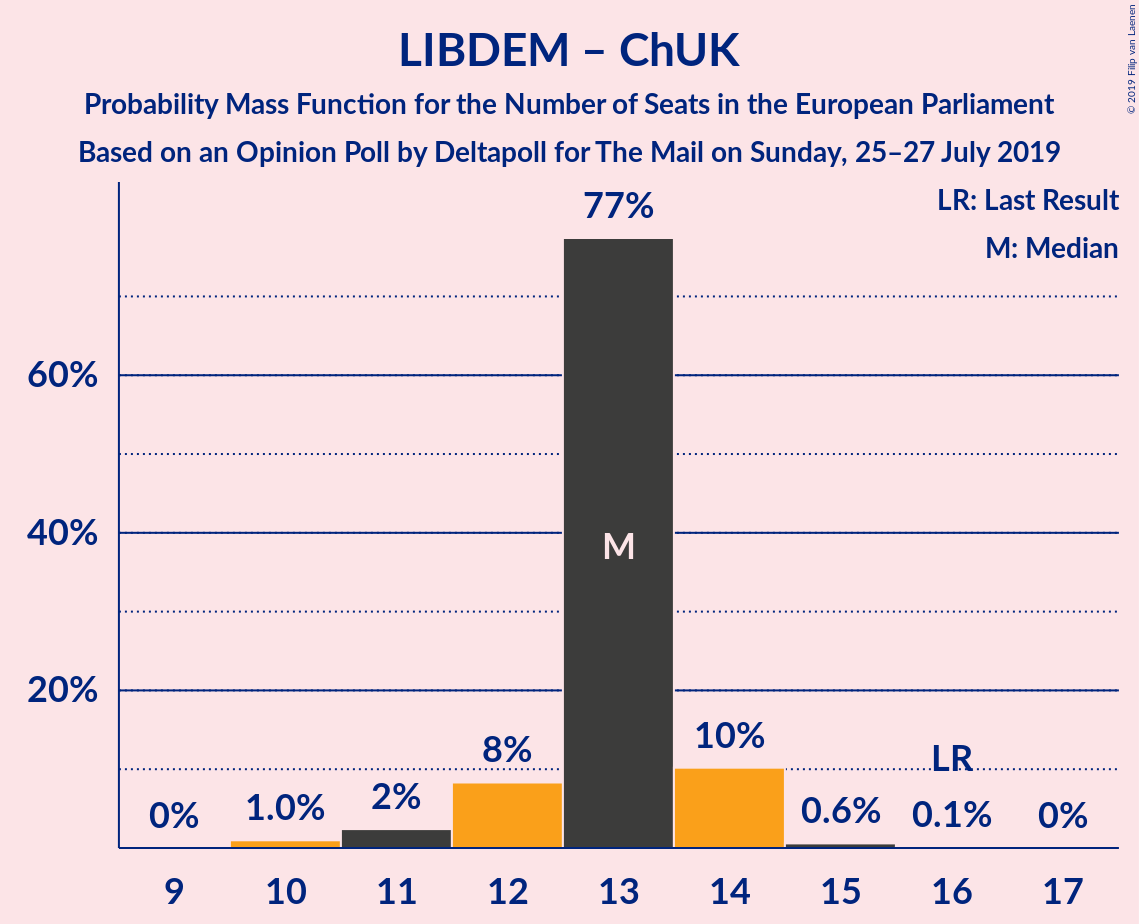 LIBDEM – ChUK
Probability Mass Function for the Number of Seats in the European Parliament
Based on an Opinion Poll by Deltapoll for The Mail on Sunday, 25–27 July 2019
© 2019 Filip van Laenen
LR: Last Result
M: Median
77%
60%
40%
20%
M
0%
1.0%
2%
8%
10%
0.6%
LR
0.1%
0%
9 10 11 12 13 14 15 16 17